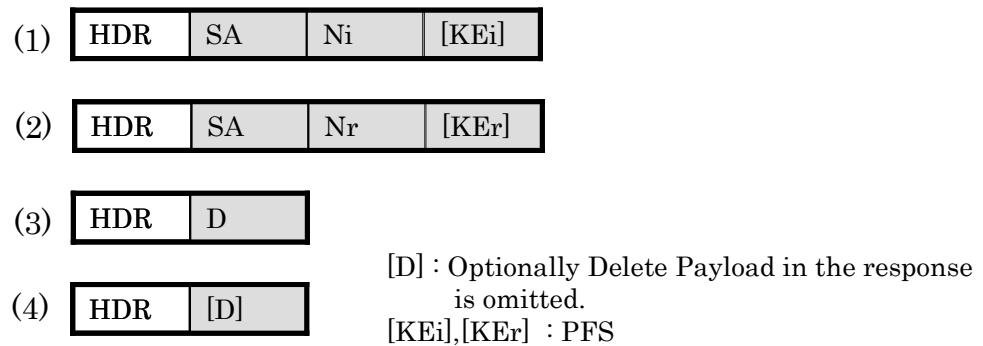 (1) HDR SA Ni [KEi]
(2) HDR SA Nr [KEr]
(3) HDR D
(4) HDR [D]
[D] : Optionally Delete Payload in the response
is omitted.
[KEi],[KEr] : PFS